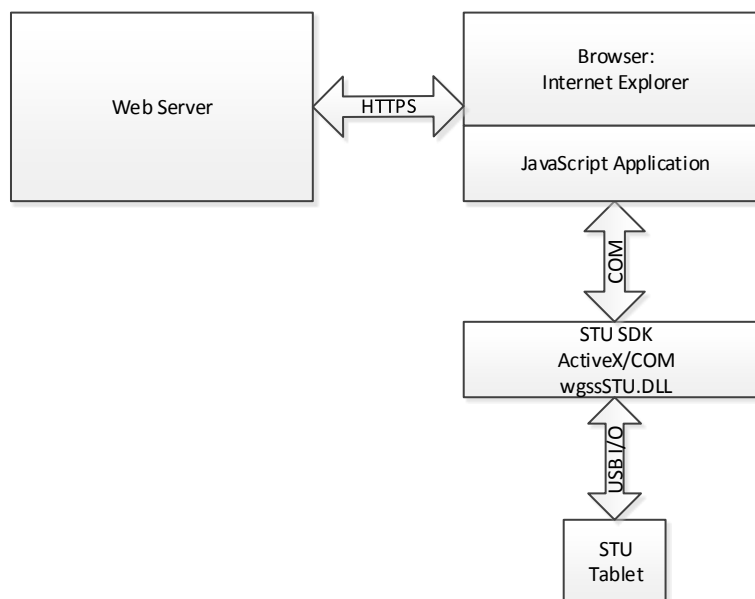 Web Server
HTTPS
Browser:
Internet Explorer
JavaScript Application
COM
STU SDK
ActiveX/COM
wgssSTU.DLL
USB I/O
STU
Tablet